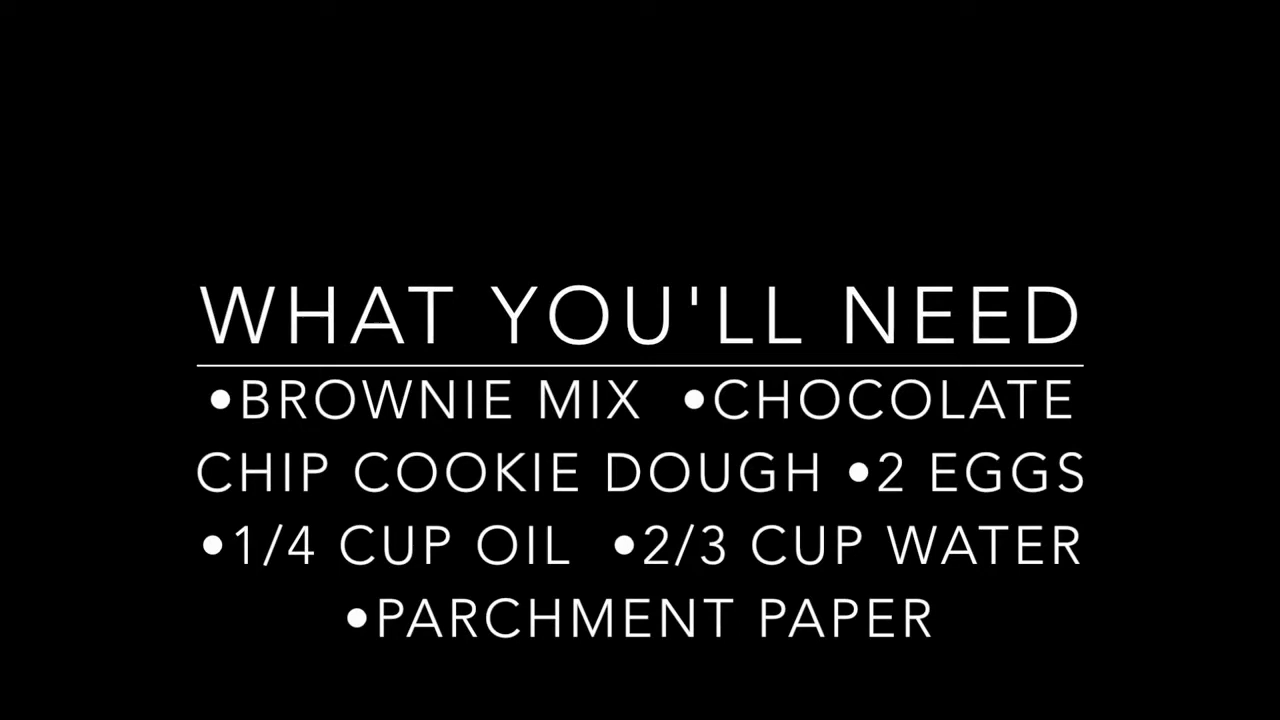 WHAT YOU'LL NEED
•BROWNIE MIX •CHOCOLATE
CHIP COOKIE DOUGH •2 EGGS
•1/4 CUP OIL •2/3 CUP WATER
•PARCHMENT PAPER